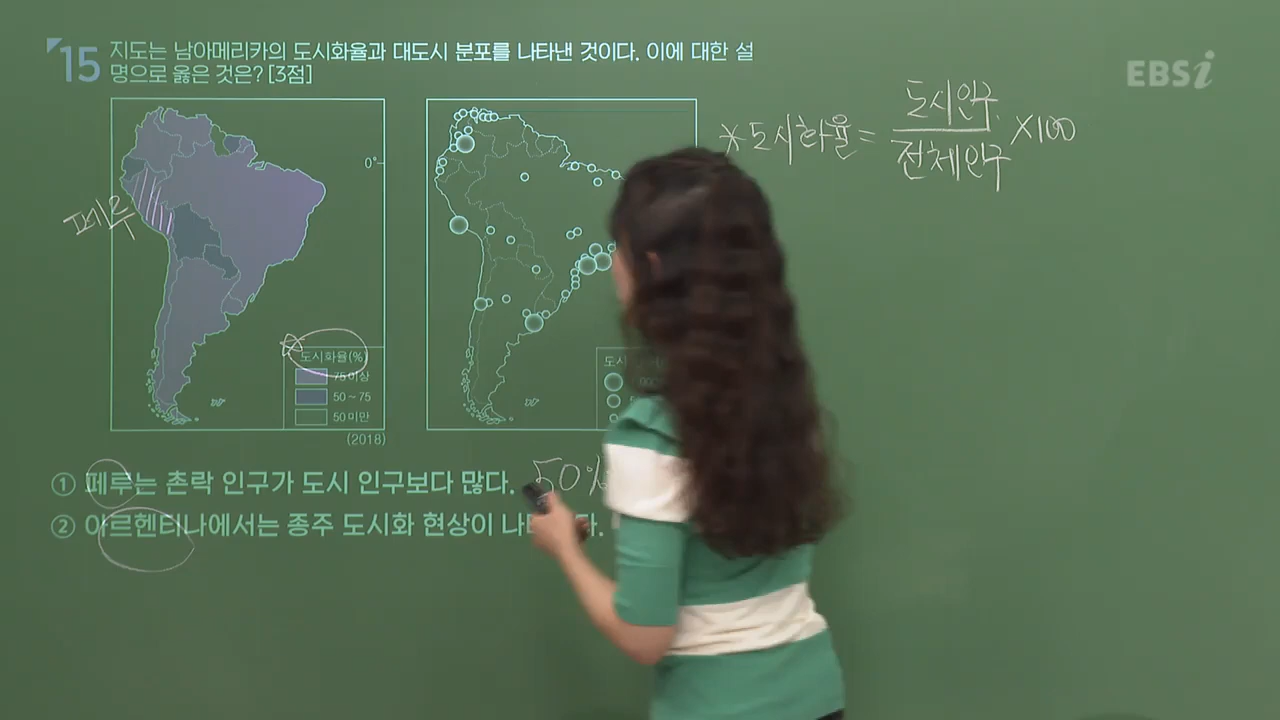 15 지도는 남아메리카의 도시화율과 대도시 분포를 나타낸 것이다. 이에 대한 설
명으로 옳은 것은? [3점]
EBSi
*도시화율 = 도시인구 / 전체인구 ×100
0°
페루
도시화율(%)
75 이상
50 ~ 75
50 미만
(2018)
도시
① 페루는 촌락 인구가 도시 인구보다 많다. 50%
② 아르헨티나에서는 종주 도시화 현상이